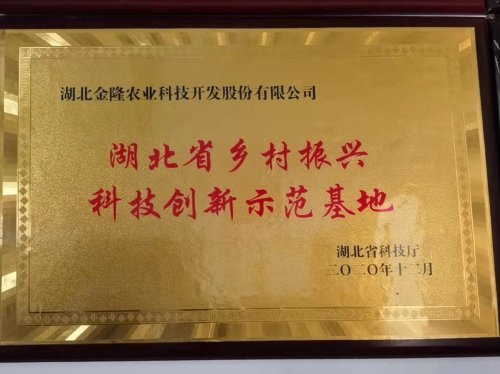 湖北金隆农业科技开发股份有限公司
湖北省乡村振兴
科技创新示范基地
湖北省科技厅
二〇二〇年十二月